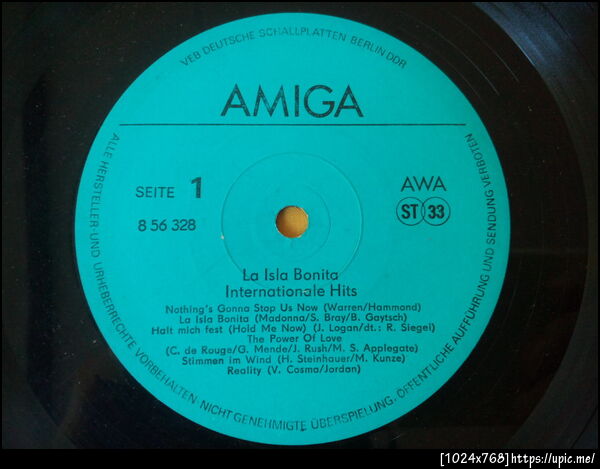 VEB DEUTSCHE SCHALLPLATTEN BERLIN DDR
AMIGA
SEITE 1
AWA
8 56 328
ST 33
La Isla Bonita
Internationale Hits
Nothing's Gonna Stop Us Now (Warren/Hammond)
La Isla Bonita (Madonna/S. Bray/B. Gaytsch)
Halt mich fest (Hold Me Now) (J. Logan/dt.: R. Siegel)
The Power Of Love
(C. de Rouge/G. Mende/J. Rush/M. S. Applegate)
Stimmen im Wind (H. Steinhauer/M. Kunze)
Reality (V. Cosma/Jordan)
ALLE HERSTELLER-UND URHEBERRECHTE VORBEHALTEN NICHT GENEHMIGTE ÜBERSPIELUNG, ÖFFENTLICHE AUFFÜHRUNG UND SENDUNG VERBOTEN
[1024x768]https://upic.me/